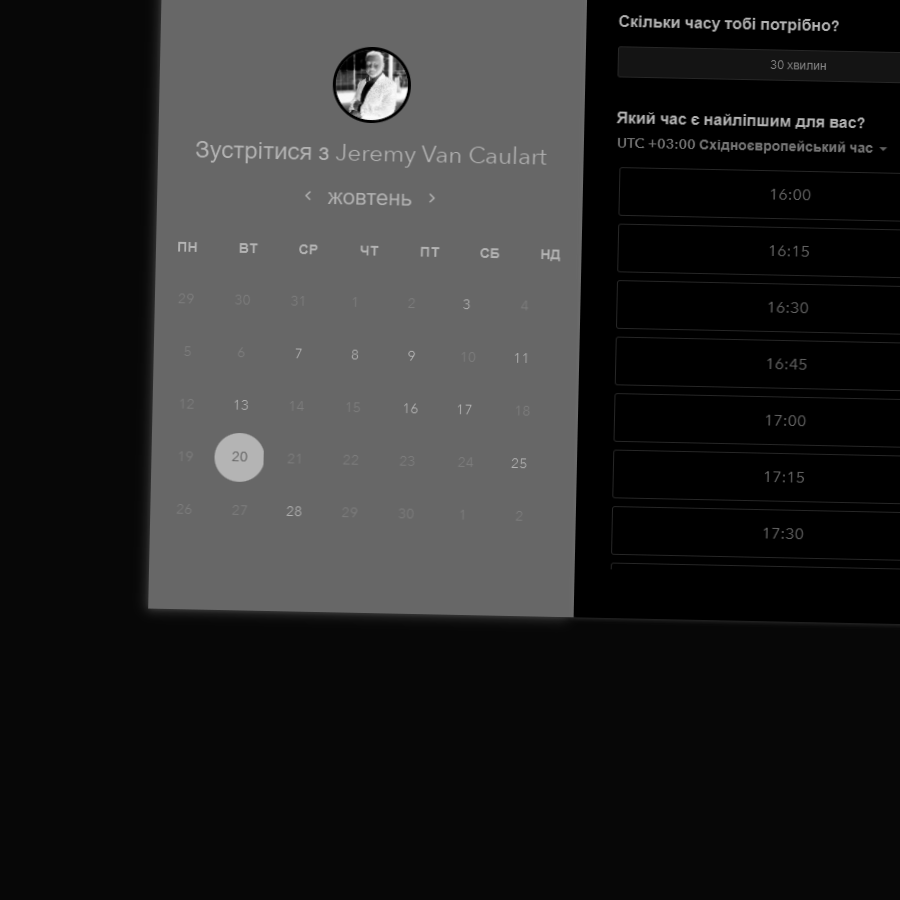 Зустрітися з Jeremy Van Caulart
жовтень
ПН ВТ СР ЧТ ПТ СБ НД
29 30 31 1 2 3 4
5 6 7 8 9 10 11
12 13 14 15 16 17 18
19 20 21 22 23 24 25
26 27 28 29 30 1 2
Скільки часу тобі потрібно?
30 хвилин
Який час є найліпшим для вас?
UTC +03:00 Східноєвропейський час
16:00
16:15
16:30
16:45
17:00
17:15
17:30